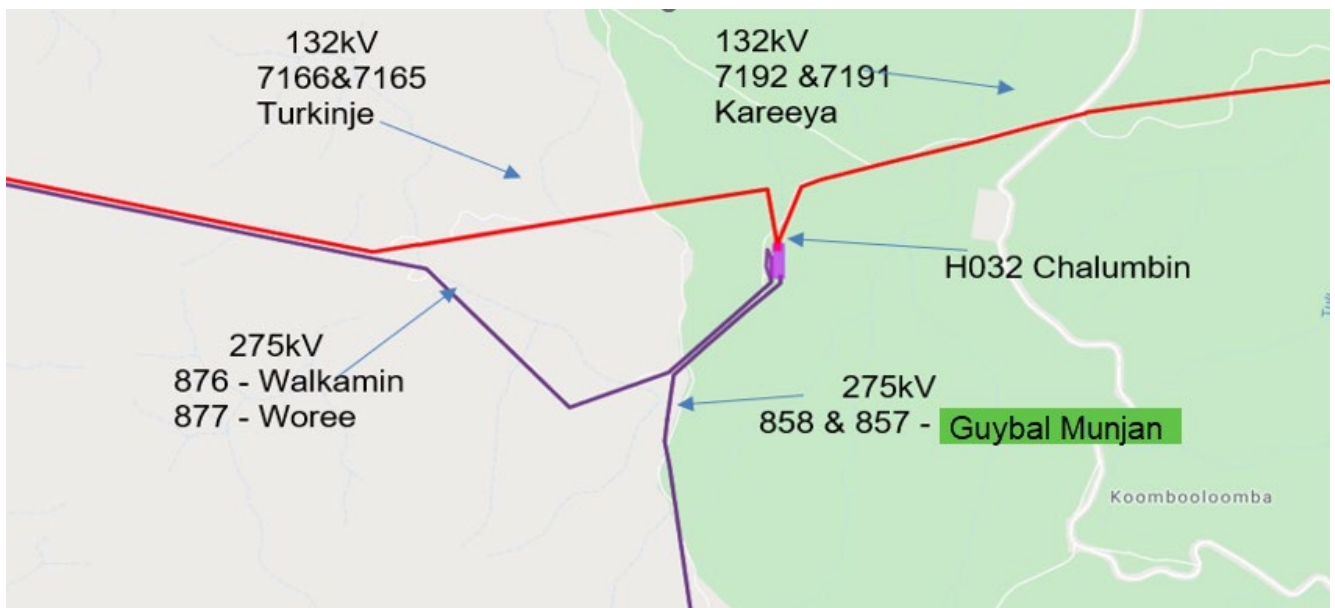 132kV
7166&7165
Turkinje
132kV
7192 &7191
Kareeya
H032 Chalumbin
275kV
876 - Walkamin
877 - Woree
275kV
858 & 857 - Guybal Munjan
Koombooloomba